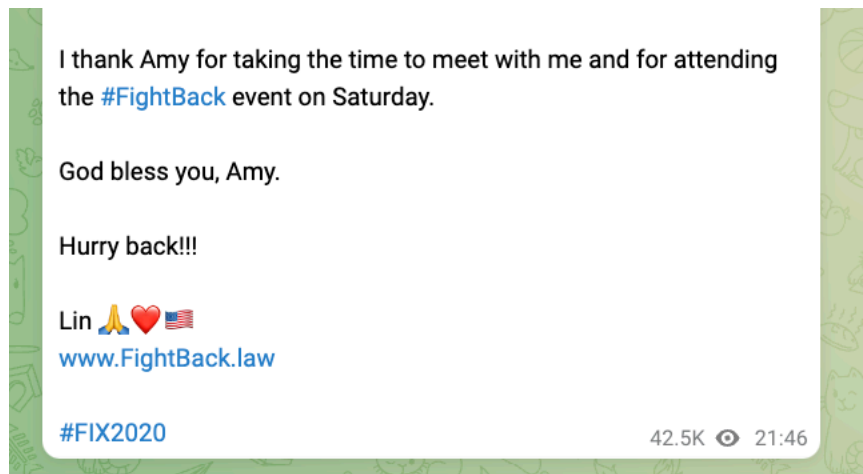 I thank Amy for taking the time to meet with me and for attending
the #FightBack event on Saturday.
God bless you, Amy.
Hurry back!!!
Lin 🙏❤️🇺🇸
www.FightBack.law
#FIX2020
42.5K 21:46